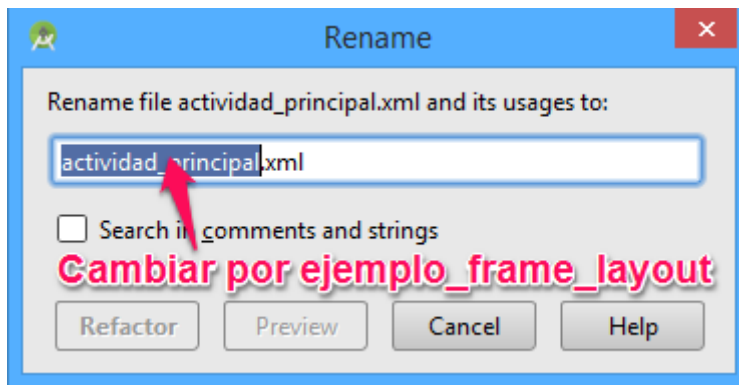 Rename
Rename file actividad_principal.xml and its usages to:
actividad_principal.xml
Search in comments and strings
Cambiar por ejemplo_frame_layout
Refactor Preview Cancel Help